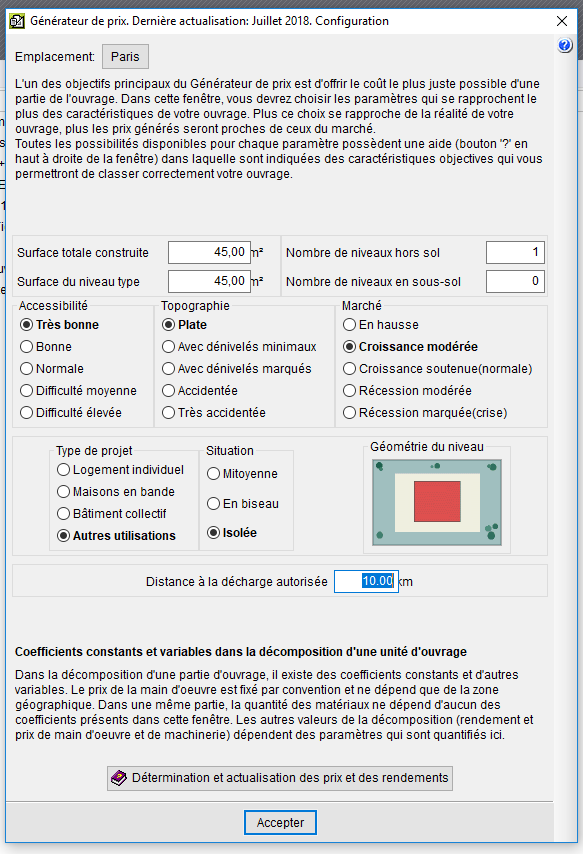 Générateur de prix. Dernière actualisation: Juillet 2018. Configuration
Emplacement: Paris
L'un des objectifs principaux du Générateur de prix est d'offrir le coût le plus juste possible d'une
partie de l'ouvrage. Dans cette fenêtre, vous devrez choisir les paramètres qui se rapprochent le
plus des caractéristiques de votre ouvrage. Plus ce choix se rapproche de la réalité de votre
ouvrage, plus les prix générés seront proches de ceux du marché.
Toutes les possibilités disponibles pour chaque paramètre possèdent une aide (bouton '?' en
haut à droite de la fenêtre) dans laquelle sont indiquées des caractéristiques objectives qui vous
permettront de classer correctement votre ouvrage.
Surface totale construite 45,00 m² Nombre de niveaux hors sol 1
Surface du niveau type 45,00 m² Nombre de niveaux en sous-sol 0
Accessibilité Topographie Marché
Très bonne Plate En hausse
Bonne Avec dénivelés minimaux Croissance modérée
Normale Avec dénivelés marqués Croissance soutenue(normale)
Difficulté moyenne Accidentée Récession modérée
Difficulté élevée Très accidentée Récession marquée(crise)
Type de projet Situation Géométrie du niveau
Logement individuel Mitoyenne
Maisons en bande En biseau
Bâtiment collectif
Autres utilisations Isolée
Distance à la décharge autorisée 10.00 km
Coefficients constants et variables dans la décomposition d'une unité d'ouvrage
Dans la décomposition d'une partie d'ouvrage, il existe des coefficients constants et d'autres
variables. Le prix de la main d'oeuvre est fixé par convention et ne dépend que de la zone
géographique. Dans une même partie, la quantité des matériaux ne dépend d'aucun des
coefficients présents dans cette fenêtre. Les autres valeurs de la décomposition (rendement et
prix de main d'oeuvre et de machinerie) dépendent des paramètres qui sont quantifiés ici.
Détermination et actualisation des prix et des rendements
Accepter